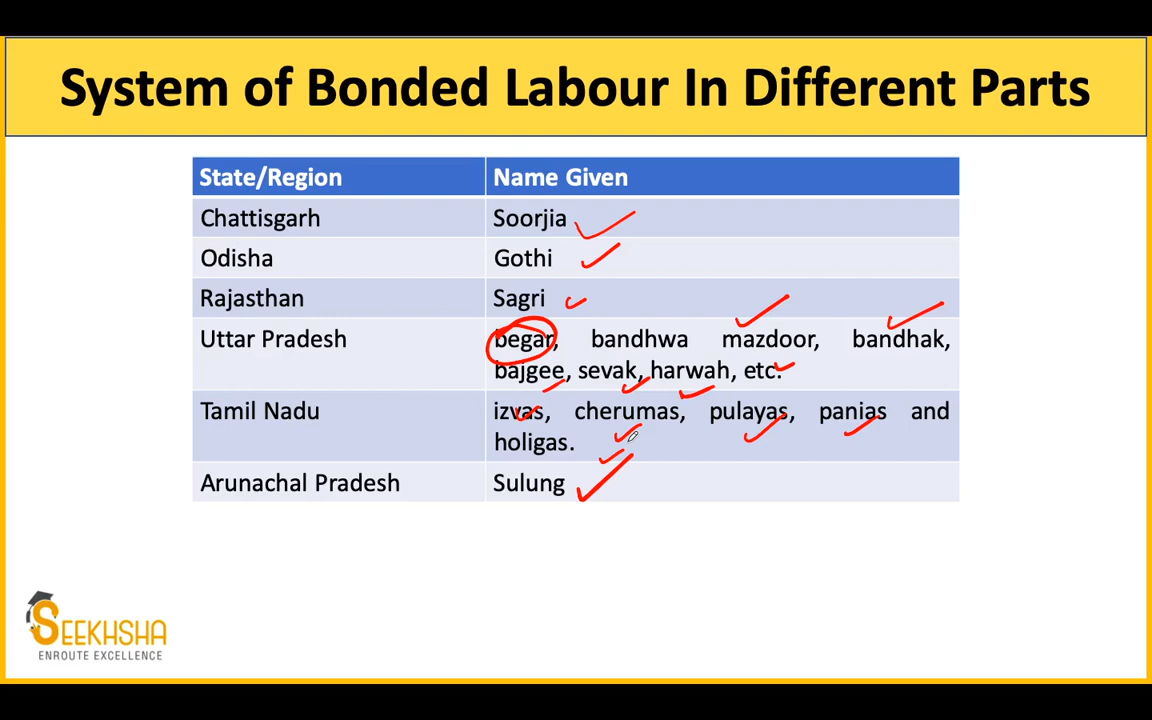 System of Bonded Labour In Different Parts
State/Region Name Given
Chattisgarh Soorjia
Odisha Gothi
Rajasthan Sagri
Uttar Pradesh begar, bandhwa mazdoor, bandhak,
bajgee, sevak, harwah, etc.
Tamil Nadu izvas, cherumas, pulayas, panias and
holigas.
Arunachal Pradesh Sulung
SEEKHSHA
ENROUTE EXCELLENCE